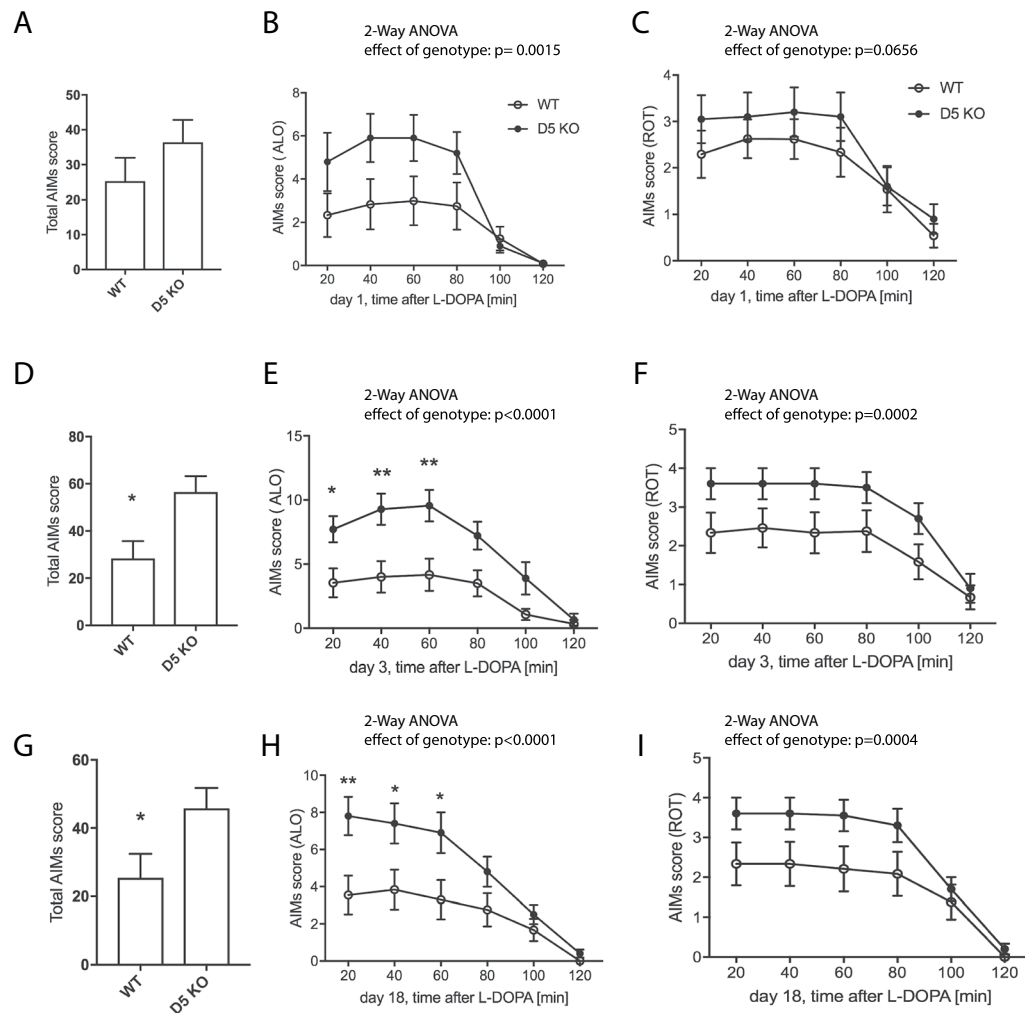 A
B
2-Way ANOVA
effect of genotype: p= 0.0015
C
2-Way ANOVA
effect of genotype: p=0.0656
Total AIMs score
50
40
30
20
10
0
WT
D5 KO
AIMs score ( ALO)
8
6
4
2
0
WT
D5 KO
20 40 60 80 100 120
day 1, time after L-DOPA [min]
AIMs score (ROT)
4
3
2
1
0
WT
D5 KO
20 40 60 80 100 120
day 1, time after L-DOPA [min]
D
E
2-Way ANOVA
effect of genotype: p<0.0001
F
2-Way ANOVA
effect of genotype: p=0.0002
Total AIMs score
80
60
40
20
0
*
WT
D5 KO
AIMs score ( ALO)
15
10
5
0
* ** **
20 40 60 80 100 120
day 3, time after L-DOPA [min]
AIMs score (ROT)
5
4
3
2
1
0
20 40 60 80 100 120
day 3, time after L-DOPA [min]
G
H
2-Way ANOVA
effect of genotype: p<0.0001
I
2-Way ANOVA
effect of genotype: p=0.0004
Total AIMs score
60
40
20
0
*
WT
D5 KO
AIMs score (ALO)
10
8
6
4
2
0
** * *
20 40 60 80 100 120
day 18, time after L-DOPA [min]
AIMs score (ROT)
5
4
3
2
1
0
20 40 60 80 100 120
day 18, time after L-DOPA [min]